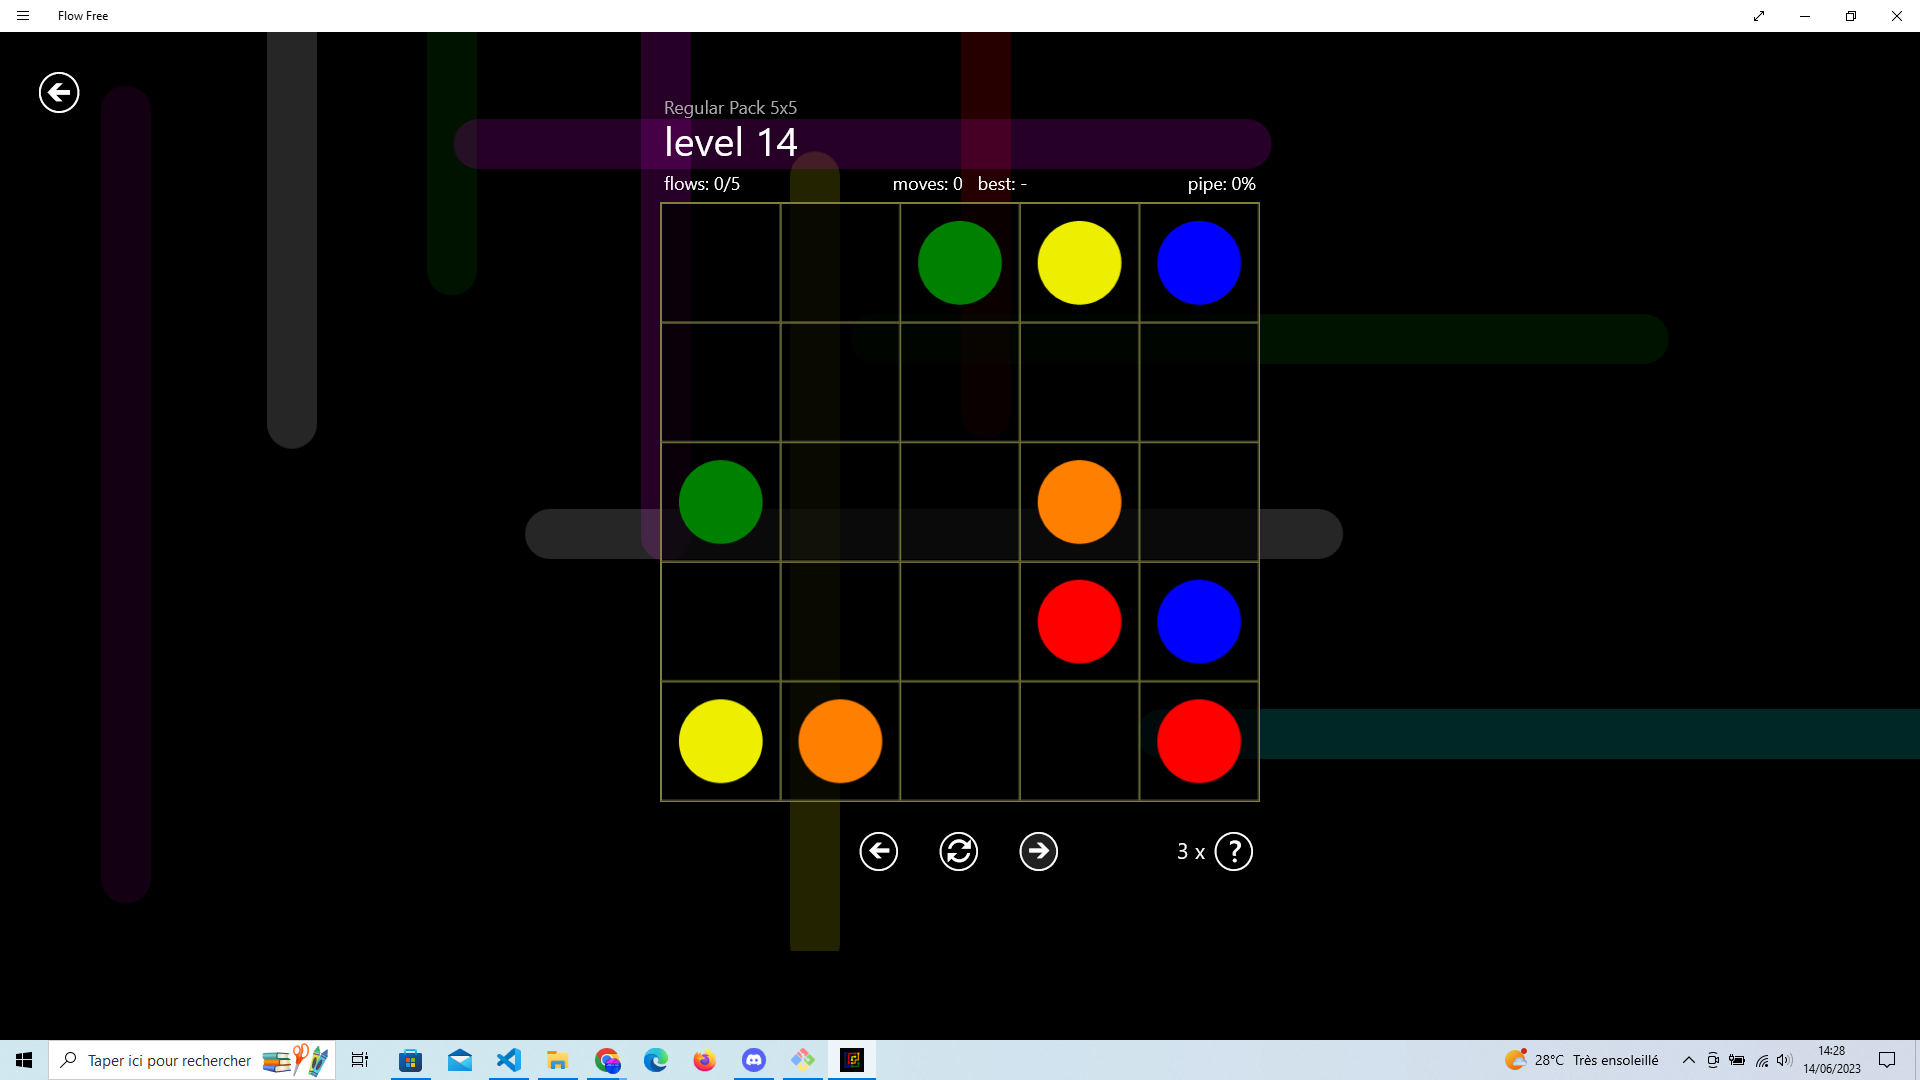 Flow Free
Regular Pack 5x5
level 14
flows: 0/5 moves: 0 best: - pipe: 0%
3 x ?
Taper ici pour rechercher
28°C Très ensoleillé
14:28
14/06/2023